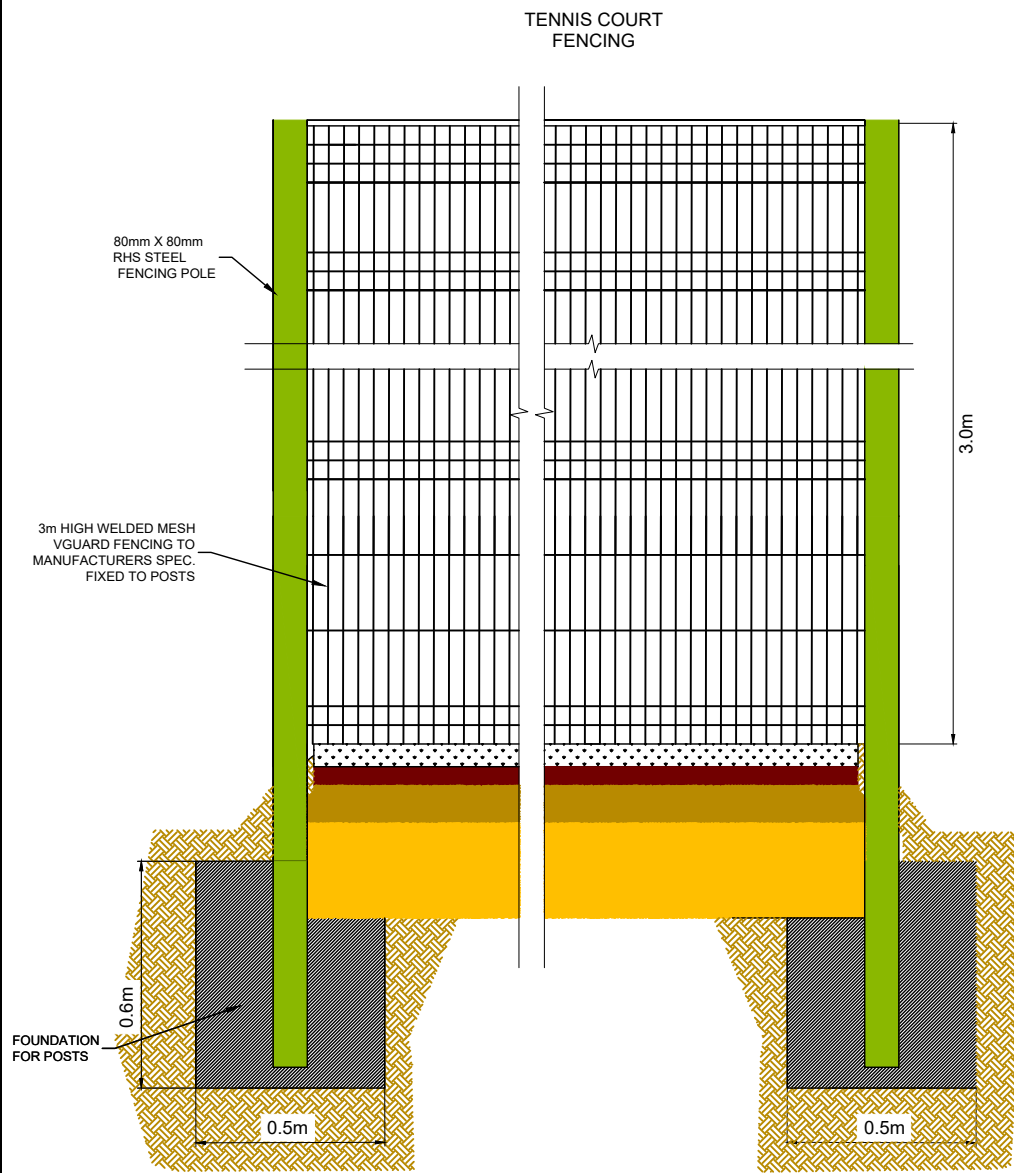 TENNIS COURT
FENCING
80mm X 80mm
RHS STEEL
FENCING POLE
3.0m
3m HIGH WELDED MESH
VGUARD FENCING TO
MANUFACTURERS SPEC.
FIXED TO POSTS
0.6m
FOUNDATION
FOR POSTS
0.5m
0.5m